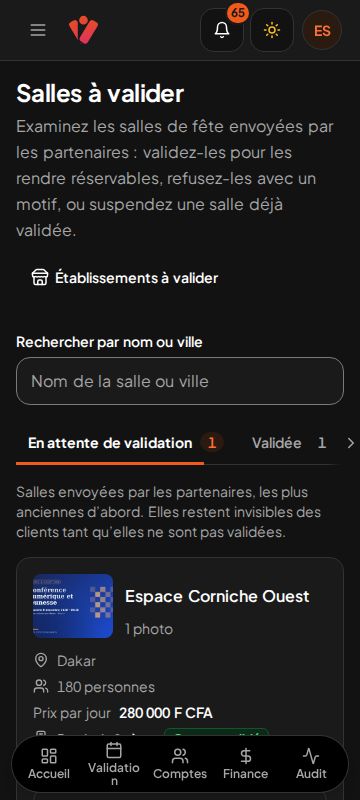 65
ES
Salles à valider
Examinez les salles de fête envoyées par
les partenaires : validez-les pour les
rendre réservables, refusez-les avec un
motif, ou suspendez une salle déjà
validée.
Établissements à valider
Rechercher par nom ou ville
Nom de la salle ou ville
En attente de validation 1 Validée 1
Salles envoyées par les partenaires, les plus
anciennes d'abord. Elles restent invisibles des
clients tant qu'elles ne sont pas validées.
Espace Corniche Ouest
1 photo
Dakar
180 personnes
Prix par jour 280 000 F CFA
Accueil
Validatio
n
Comptes
Finance
Audit